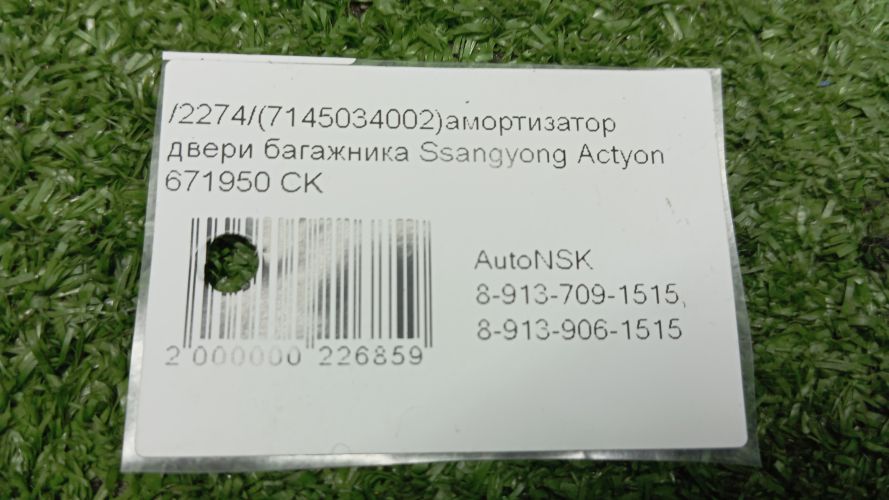 /2274/(7145034002)амортизатор
двери багажника Ssangyong Actyon
671950 CK
AutoNSK
8-913-709-1515,
8-913-906-1515
2 000000 226859